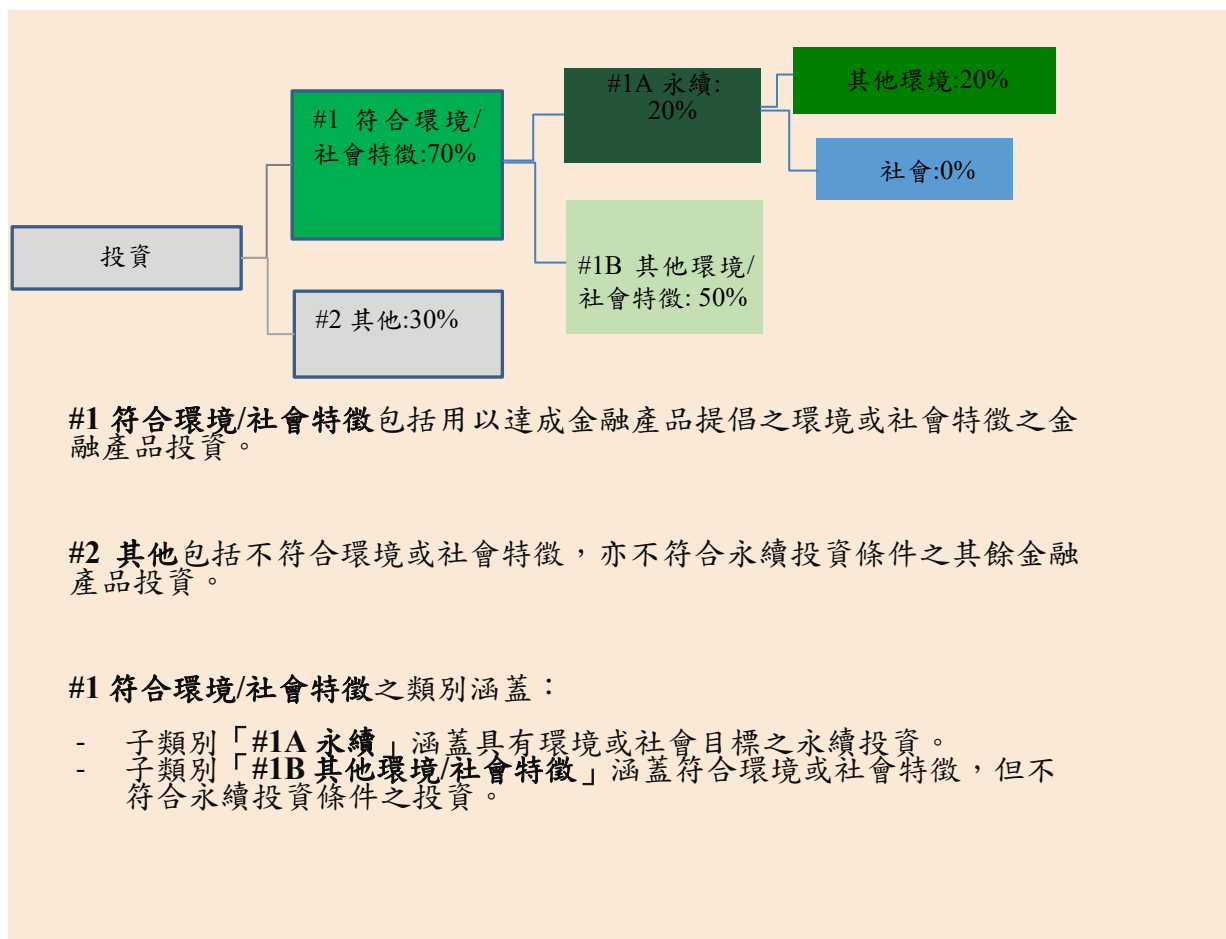 #1A 永續:
20%
其他環境:20%
#1 符合環境/
社會特徵:70%
社會:0%
投資
#1B 其他環境/
社會特徵: 50%
#2 其他:30%
#1 符合環境/社會特徵包括用以達成金融產品提倡之環境或社會特徵之金
融產品投資。
#2 其他包括不符合環境或社會特徵，亦不符合永續投資條件之其餘金融
產品投資。
#1 符合環境/社會特徵之類別涵蓋：
- 子類別「#1A 永續」涵蓋具有環境或社會目標之永續投資。
- 子類別「#1B 其他環境/社會特徵」涵蓋符合環境或社會特徵，但不
符合永續投資條件之投資。